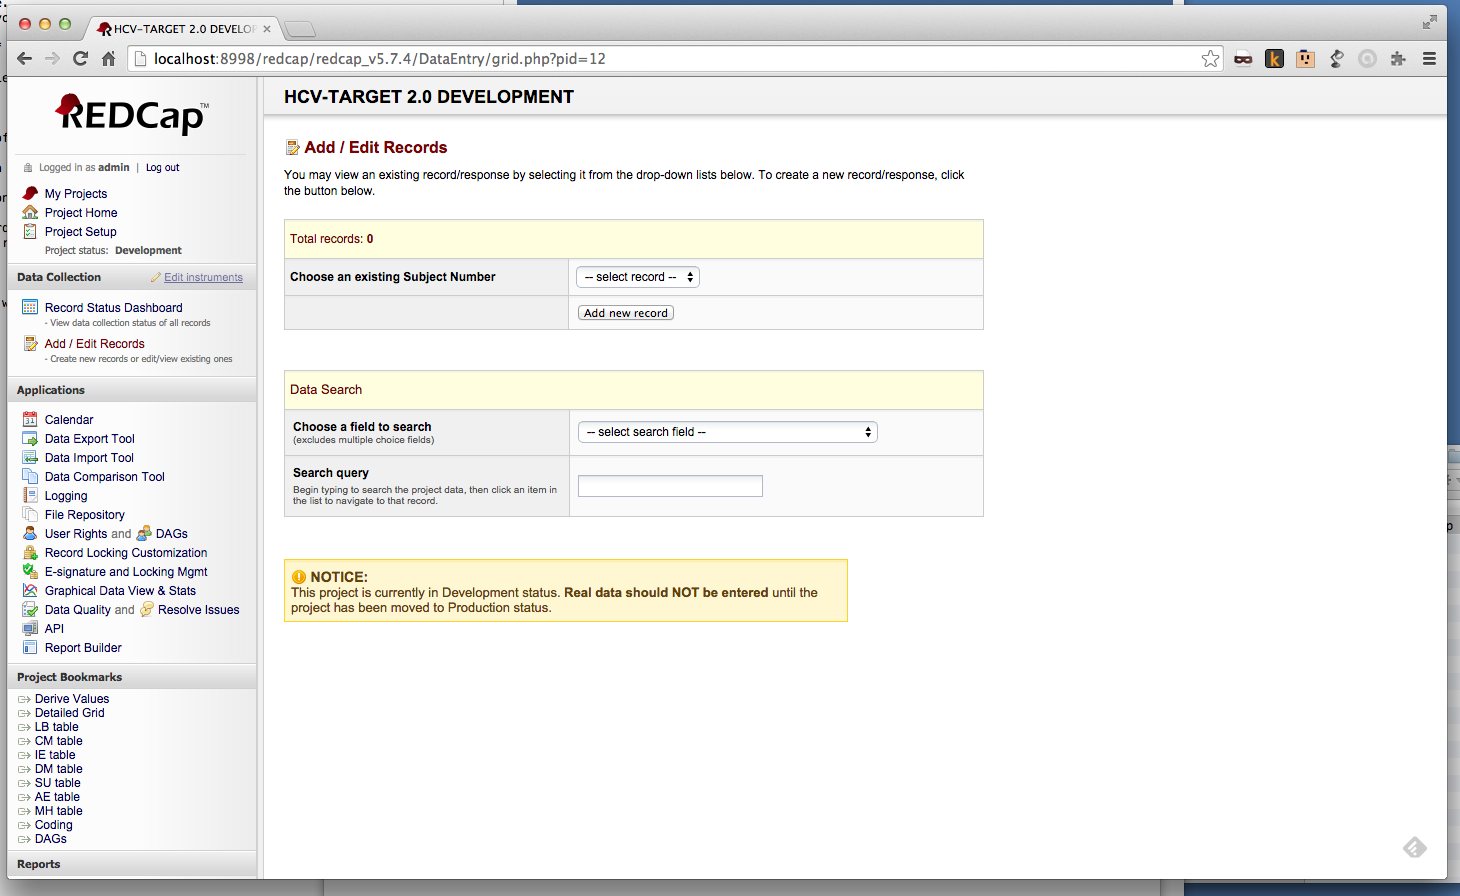 HCV-TARGET 2.0 DEVELOP
localhost:8998/redcap/redcap_v5.7.4/DataEntry/grid.php?pid=12
REDCap™
Logged in as admin | Log out
My Projects
Project Home
Project Setup
Project status: Development
Data Collection Edit instruments
Record Status Dashboard
- View data collection status of all records
Add / Edit Records
- Create new records or edit/view existing ones
Applications
Calendar
Data Export Tool
Data Import Tool
Data Comparison Tool
Logging
File Repository
User Rights and DAGs
Record Locking Customization
E-signature and Locking Mgmt
Graphical Data View & Stats
Data Quality and Resolve Issues
API
Report Builder
Project Bookmarks
Derive Values
Detailed Grid
LB table
CM table
IE table
DM table
SU table
AE table
MH table
Coding
DAGs
Reports
HCV-TARGET 2.0 DEVELOPMENT
Add / Edit Records
You may view an existing record/response by selecting it from the drop-down lists below. To create a new record/response, click
the button below.
Total records: 0
Choose an existing Subject Number
-- select record --
Add new record
Data Search
Choose a field to search
(excludes multiple choice fields)
-- select search field --
Search query
Begin typing to search the project data, then click an item in
the list to navigate to that record.
NOTICE:
This project is currently in Development status. Real data should NOT be entered until the
project has been moved to Production status.